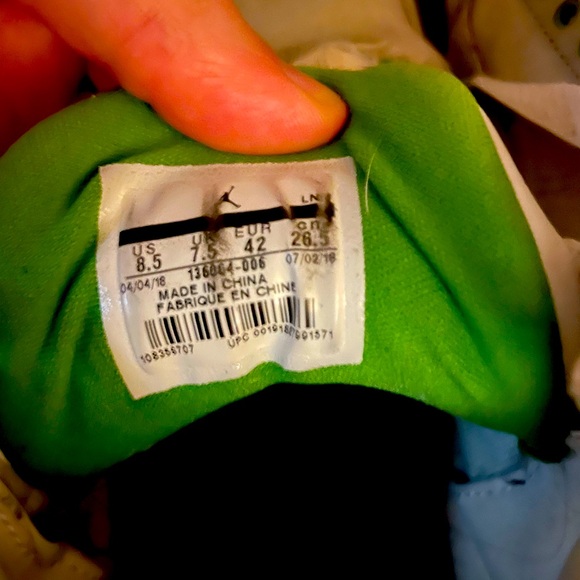 LN
US UK EUR cm
8.5 7.5 42 26.5
04/04/18 136064-006 07/02/18
MADE IN CHINA
FABRIQUE EN CHINE
108356707
UPC